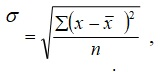 σ = √(Σ(x − x̄)² / n) ,
.